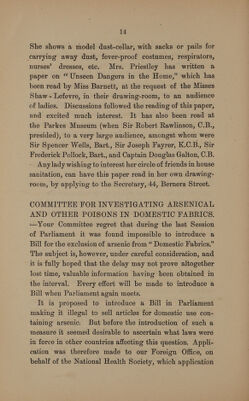 14
She shows a model dust-cellar, with sacks or pails for
carrying away dust, fever-proof costumes, respirators,
nurses' dresses, etc. Mrs. Priestley has written a
paper on "Unseen Dangers in the Home," which has
been read by Miss Barnett, at the request of the Misses
Shaw-Lefevre, in their drawing-room, to an audience
of ladies. Discussions followed the reading of this paper,
and excited much interest. It has also been read at
the Parkes Museum (when Sir Robert Rawlinson, C.B.,
presided), to a very large audience, amongst whom were
Sir Spencer Wells, Bart., Sir Joseph Fayrer, K.C.B., Sir
Frederick Pollock, Bart., and Captain Douglas Galton, C.B.
Any lady wishing to interest her circle of friends in house
sanitation, can have this paper read in her own drawing-
room, by applying to the Secretary, 44, Berners Street.
COMMITTEE FOR INVESTIGATING ARSENICAL
AND OTHER POISONS IN DOMESTIC FABRICS.
—Your Committee regret that during the last Session
of Parliament it was found impossible to introduce a
Bill for the exclusion of arsenic from "Domestic Fabrics."
The subject is, however, under careful consideration, and
it is fully hoped that the delay may not prove altogether
lost time, valuable information having been obtained in
the interval. Every effort will be made to introduce a
Bill when Parliament again meets.
It is proposed to introduce a Bill in Parliament
making it illegal to sell articles for domestic use con-
taining arsenic. But before the introduction of such a
measure it seemed desirable to ascertain what laws were
in force in other countries affecting this question. Appli-
cation was therefore made to our Foreign Office, on
behalf of the National Health Society, which application